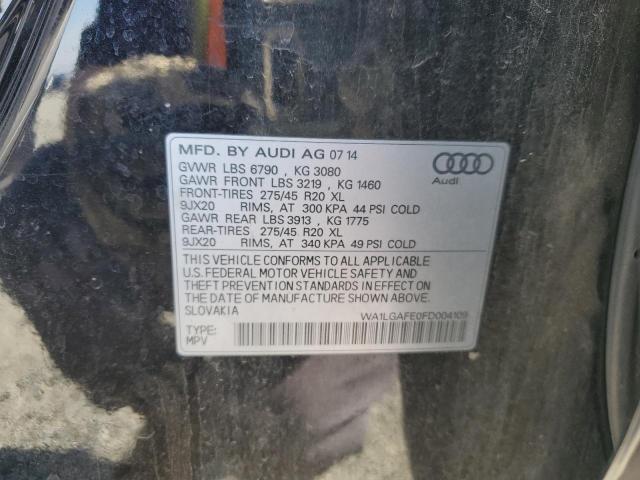 MFD. BY AUDI AG 07 14
GVWR LBS 6790 , KG 3080
GAWR FRONT LBS 3219 , KG 1460
FRONT-TIRES 275/45 R20 XL
9JX20 RIMS, AT 300 KPA 44 PSI COLD
GAWR REAR LBS 3913 , KG 1775
REAR-TIRES 275/45 R20 XL
9JX20 RIMS, AT 340 KPA 49 PSI COLD
Audi
THIS VEHICLE CONFORMS TO ALL APPLICABLE
U.S. FEDERAL MOTOR VEHICLE SAFETY AND
THEFT PREVENTION STANDARDS IN EFFECT ON
THE DATE OF MANUFACTURE SHOWN ABOVE.
SLOVAKIA
WA1LGAFE0FD004109
TYPE:
MPV